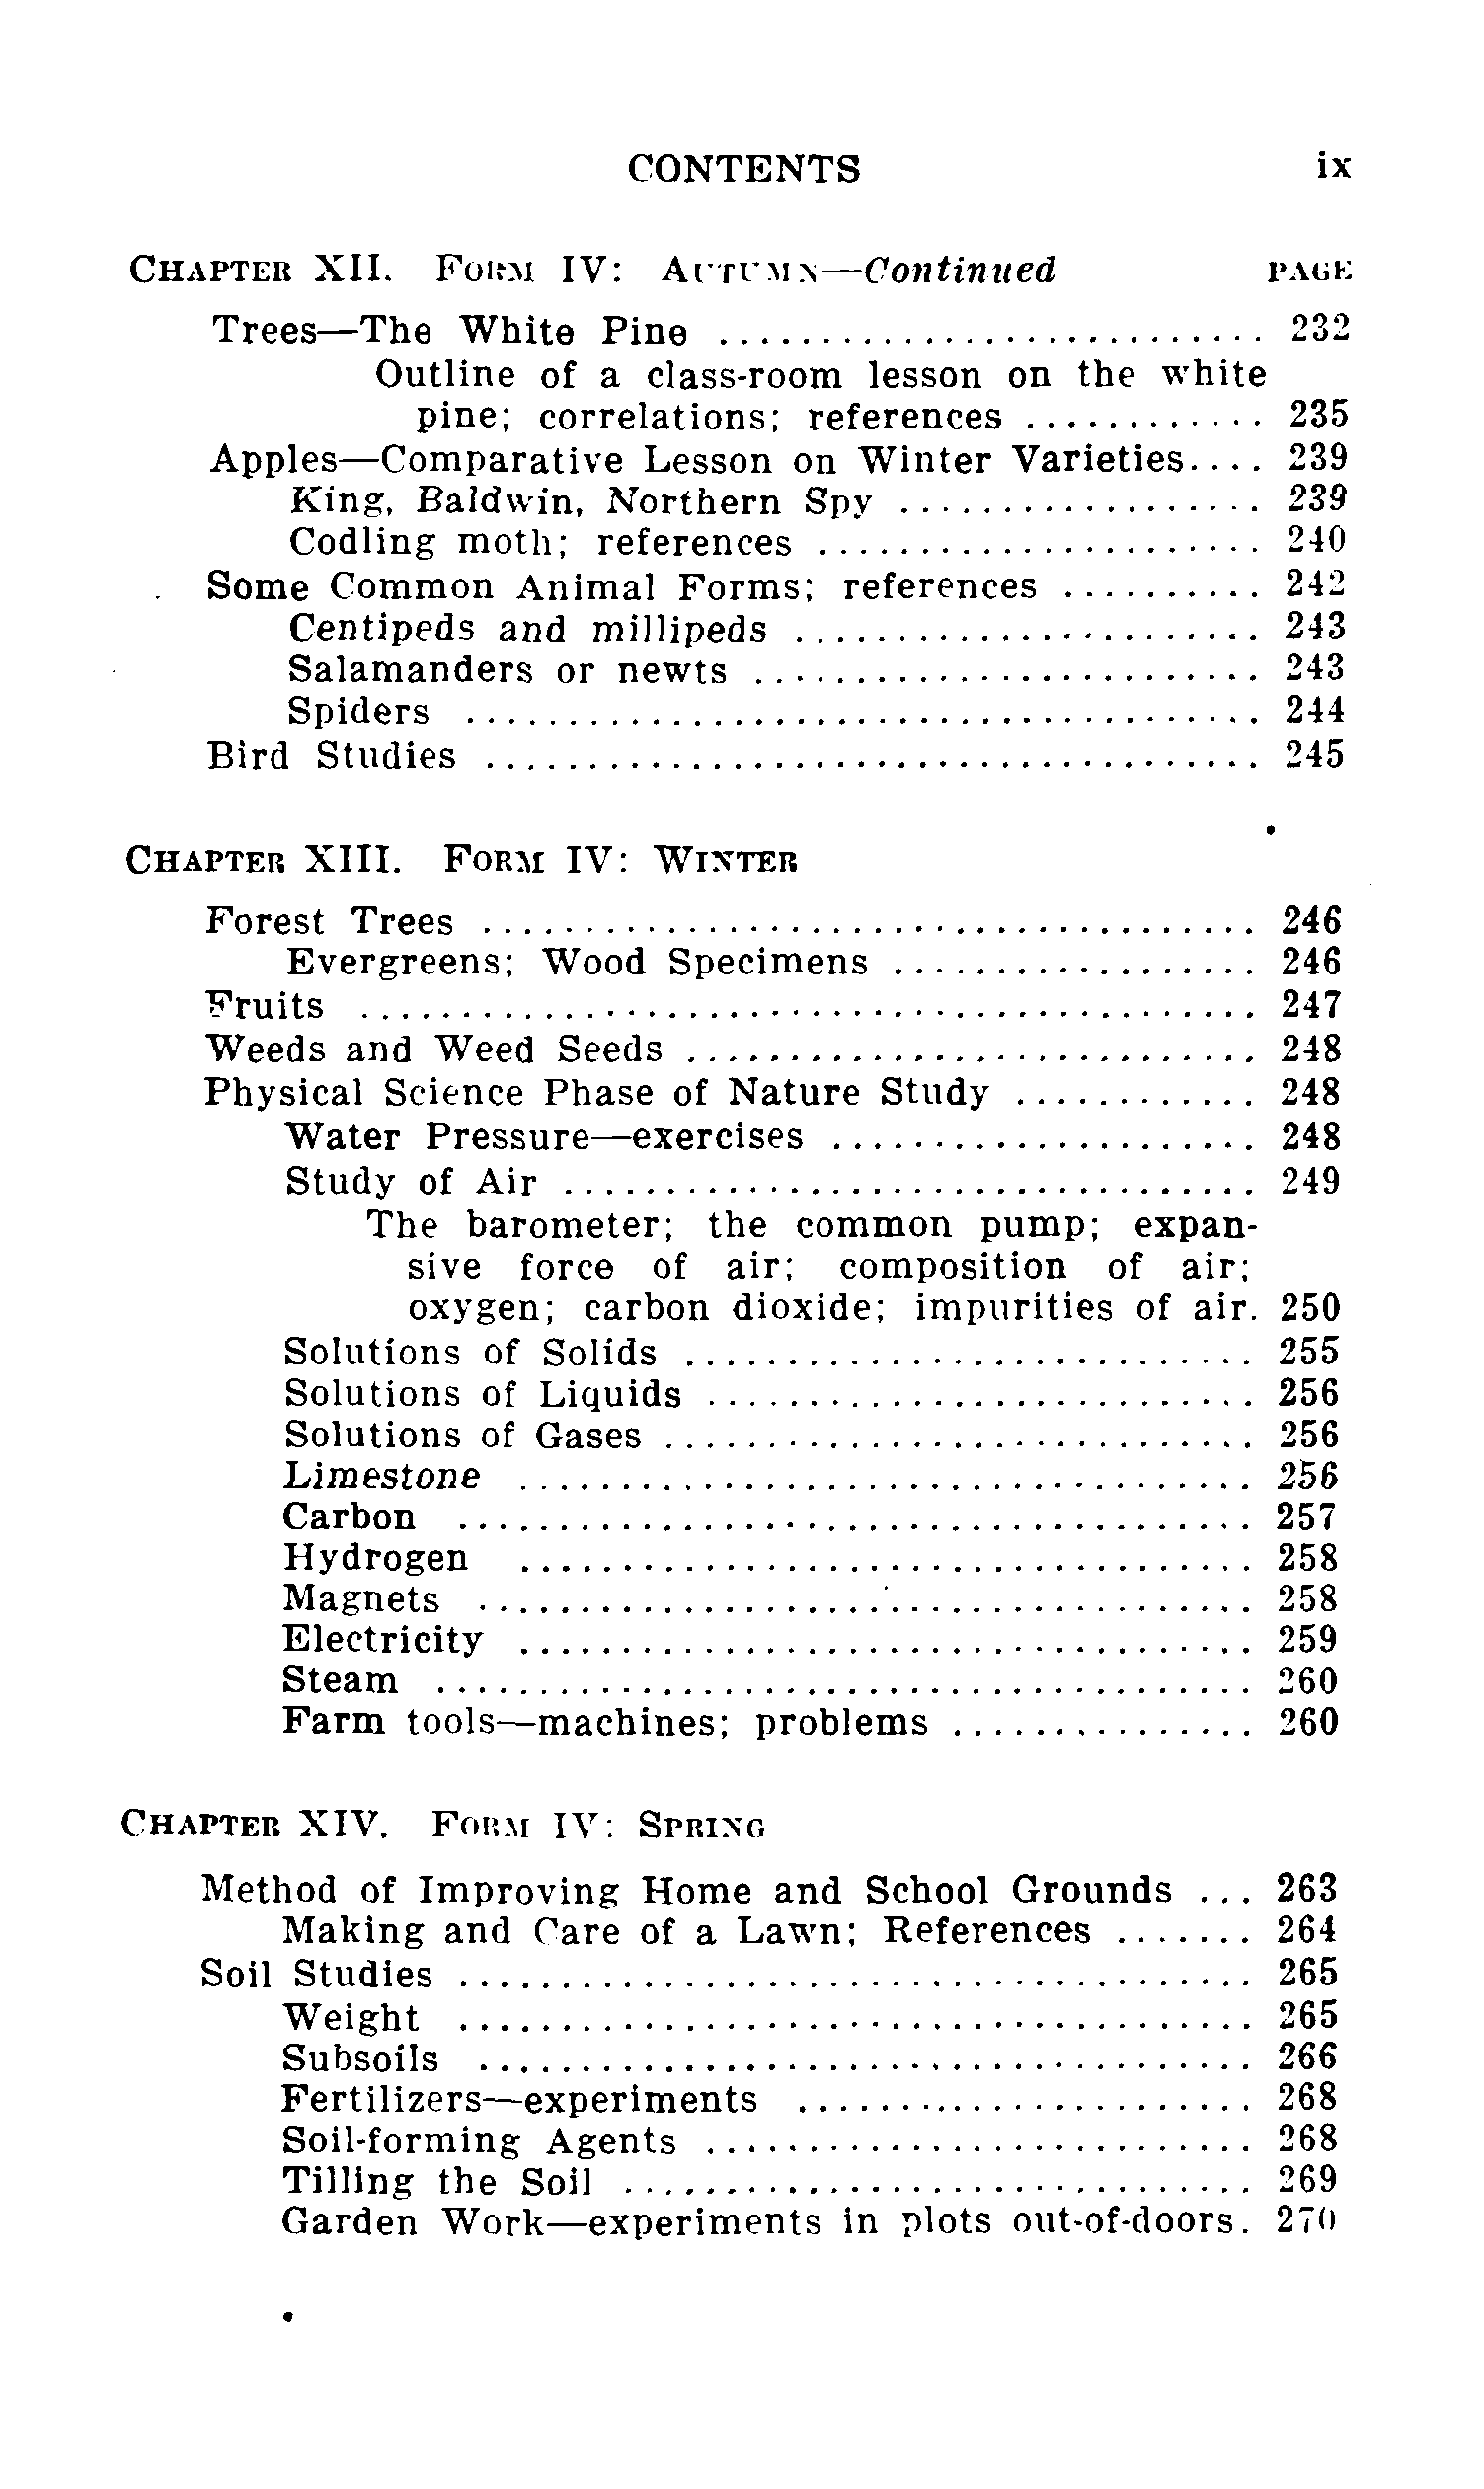 CONTENTS ix
CHAPTER XII. FORM IV: AUTUMN—Continued PAGE
Trees—The White Pine ........................... 232
Outline of a class-room lesson on the white
pine; correlations; references ............ 235
Apples—Comparative Lesson on Winter Varieties.... 239
King, Baldwin, Northern Spy .................. 239
Codling moth; references ...................... 240
Some Common Animal Forms; references .......... 242
Centipeds and millipeds ....................... 243
Salamanders or newts ......................... 243
Spiders ....................................... 244
Bird Studies ...................................... 245
CHAPTER XIII. FORM IV: WINTER
Forest Trees ...................................... 246
Evergreens; Wood Specimens .................. 246
Fruits ............................................ 247
Weeds and Weed Seeds ............................ 248
Physical Science Phase of Nature Study ............ 248
Water Pressure—exercises ..................... 248
Study of Air .................................. 249
The barometer; the common pump; expan-
sive force of air; composition of air;
oxygen; carbon dioxide; impurities of air. 250
Solutions of Solids ............................ 255
Solutions of Liquids ........................... 256
Solutions of Gases ............................. 256
Limestone .................................... 256
Carbon ....................................... 257
Hydrogen .................................... 258
Magnets ...................................... 258
Electricity .................................... 259
Steam ........................................ 260
Farm tools—machines; problems ............... 260
CHAPTER XIV. FORM IV: SPRING
Method of Improving Home and School Grounds ... 263
Making and Care of a Lawn; References ....... 264
Soil Studies ....................................... 265
Weight ....................................... 265
Subsoils ...................................... 266
Fertilizers—experiments ...................... 268
Soil-forming Agents ........................... 268
Tilling the Soil ............................... 269
Garden Work—experiments in plots out-of-doors. 270